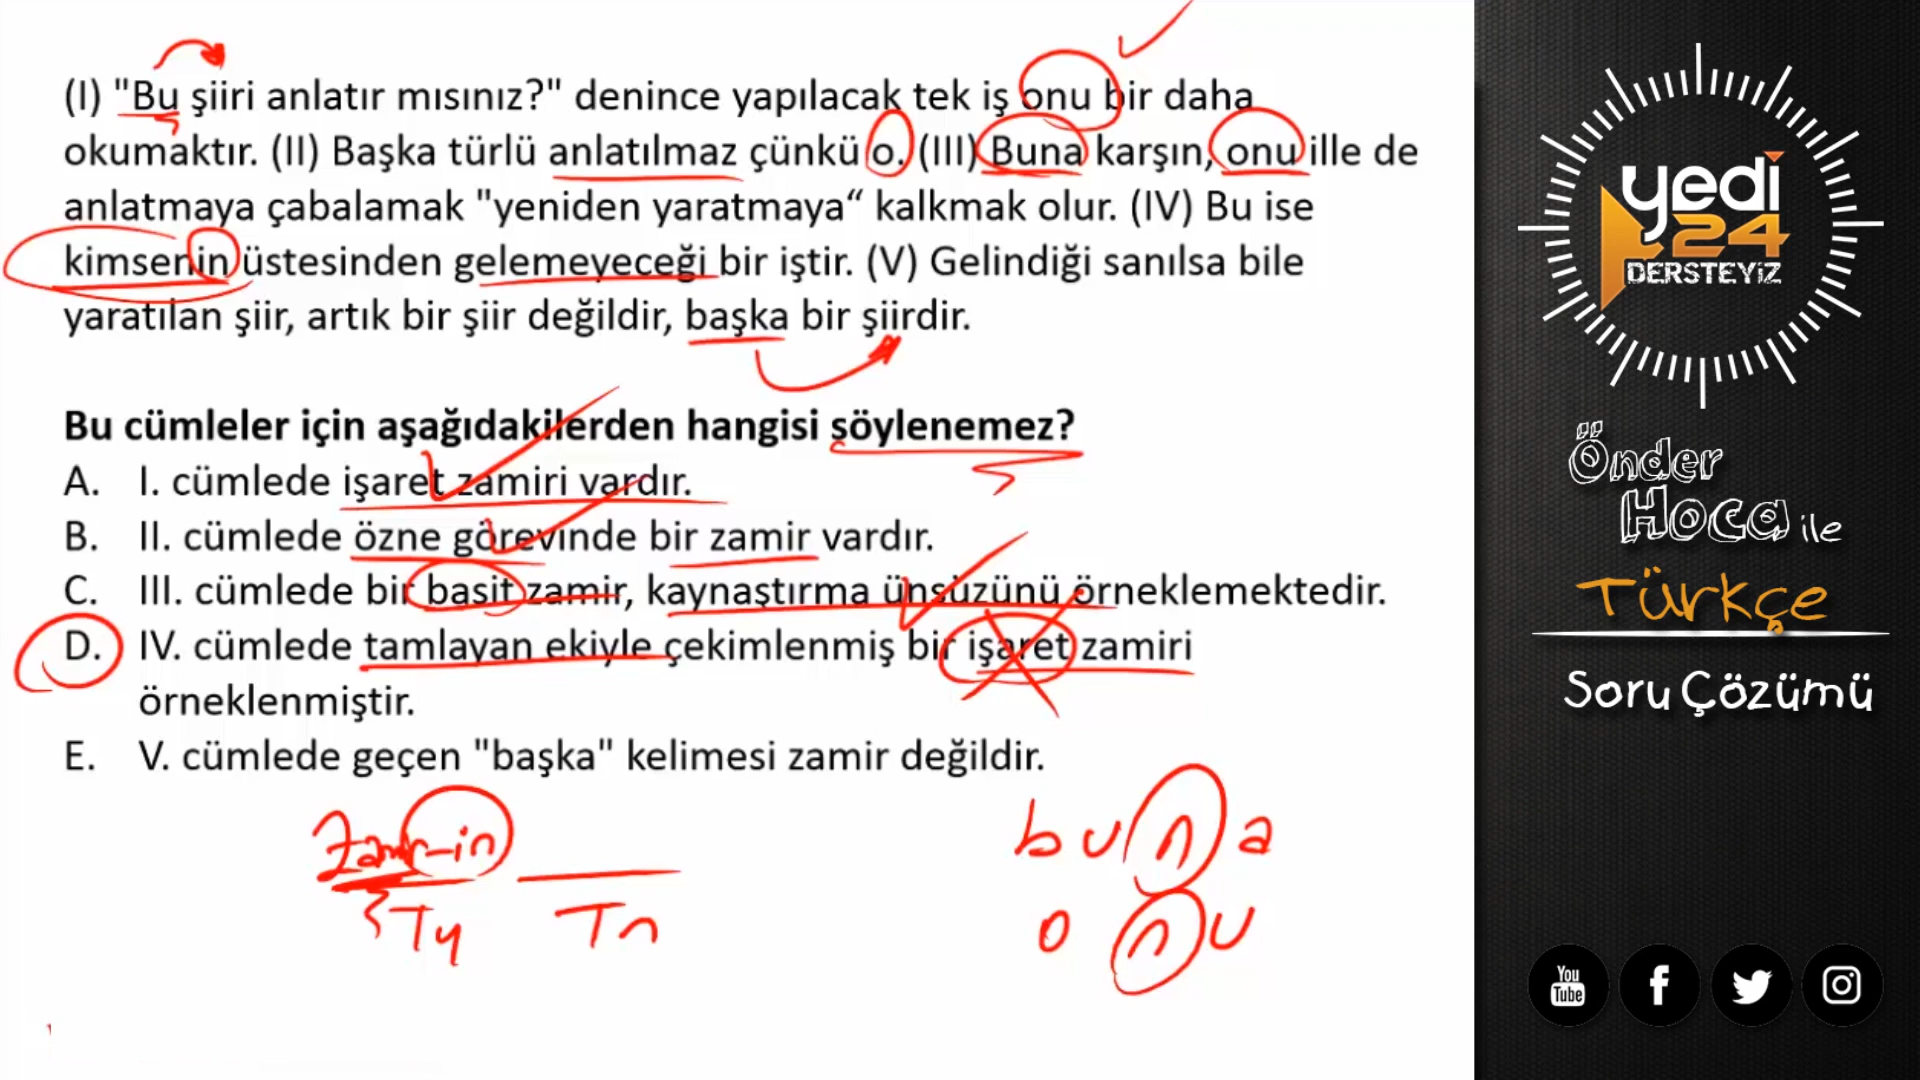 (I) "Bu şiiri anlatır mısınız?" denince yapılacak tek iş onu bir daha
okumaktır. (II) Başka türlü anlatılmaz çünkü o. (III) Buna karşın, onu ille de
anlatmaya çabalamak "yeniden yaratmaya“ kalkmak olur. (IV) Bu ise
kimsenin üstesinden gelemeyeceği bir iştir. (V) Gelindiği sanılsa bile
yaratılan şiir, artık bir şiir değildir, başka bir şiirdir.
Bu cümleler için aşağıdakilerden hangisi söylenemez?
A. I. cümlede işaret zamiri vardır.
B. II. cümlede özne görevinde bir zamir vardır.
C. III. cümlede bir basit zamir, kaynaştırma ünsüzünü örneklemektedir.
D. IV. cümlede tamlayan ekiyle çekimlenmiş bir işaret zamiri
örneklenmiştir.
E. V. cümlede geçen "başka" kelimesi zamir değildir.
Zamir-in
Ty Tn
buna
onu
yedi
24
DERSTEYİZ
Önder
Hoca ile
Türkçe
Soru Çözümü
You
Tube